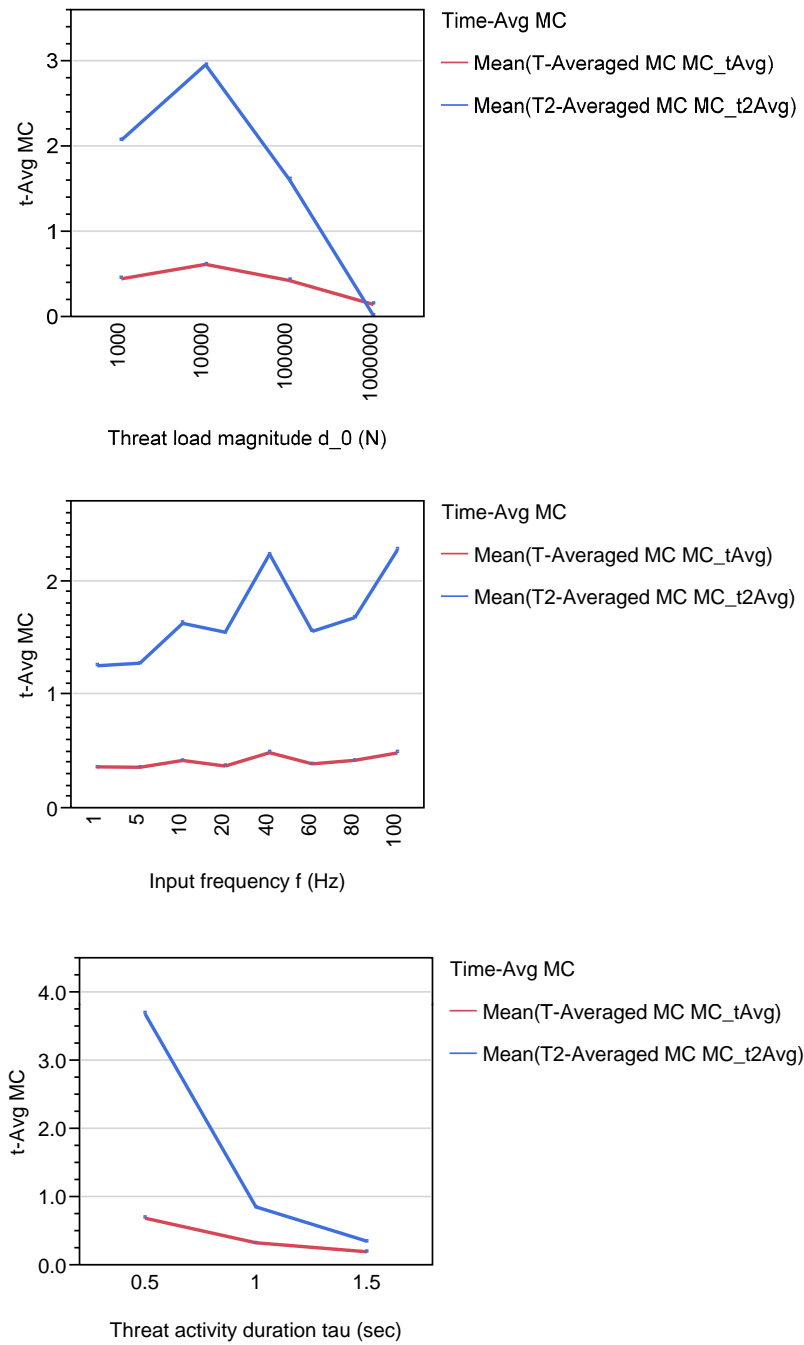 Time-Avg MC
Mean(T-Averaged MC MC_tAvg)
Mean(T2-Averaged MC MC_t2Avg)
t-Avg MC
3
2
1
0
1000
10000
100000
1000000
Threat load magnitude d_0 (N)
Time-Avg MC
Mean(T-Averaged MC MC_tAvg)
Mean(T2-Averaged MC MC_t2Avg)
t-Avg MC
2
1
0
1
5
10
20
40
60
80
100
Input frequency f (Hz)
Time-Avg MC
Mean(T-Averaged MC MC_tAvg)
Mean(T2-Averaged MC MC_t2Avg)
t-Avg MC
4.0
3.0
2.0
1.0
0.0
0.5 1 1.5
Threat activity duration tau (sec)